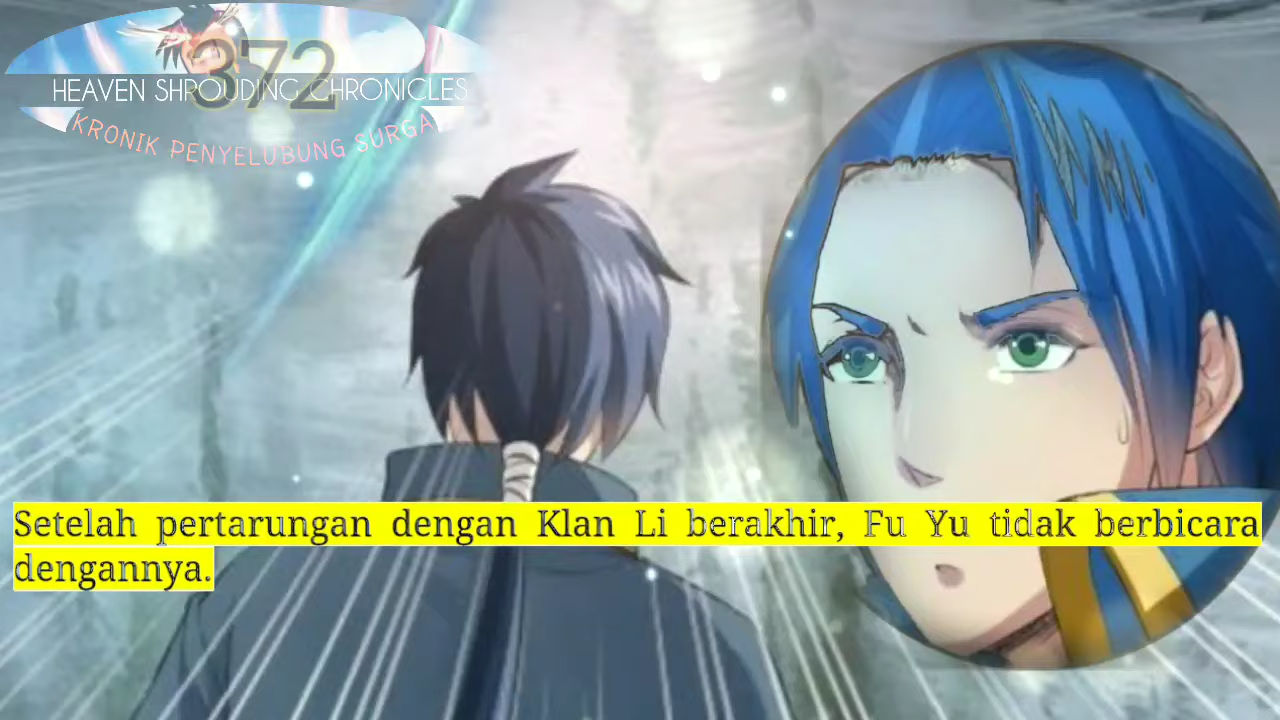 372
HEAVEN SHROUDING CHRONICLES
KRONIK PENYELUBUNG SURGA
Setelah pertarungan dengan Klan Li berakhir, Fu Yu tidak berbicara
dengannya.